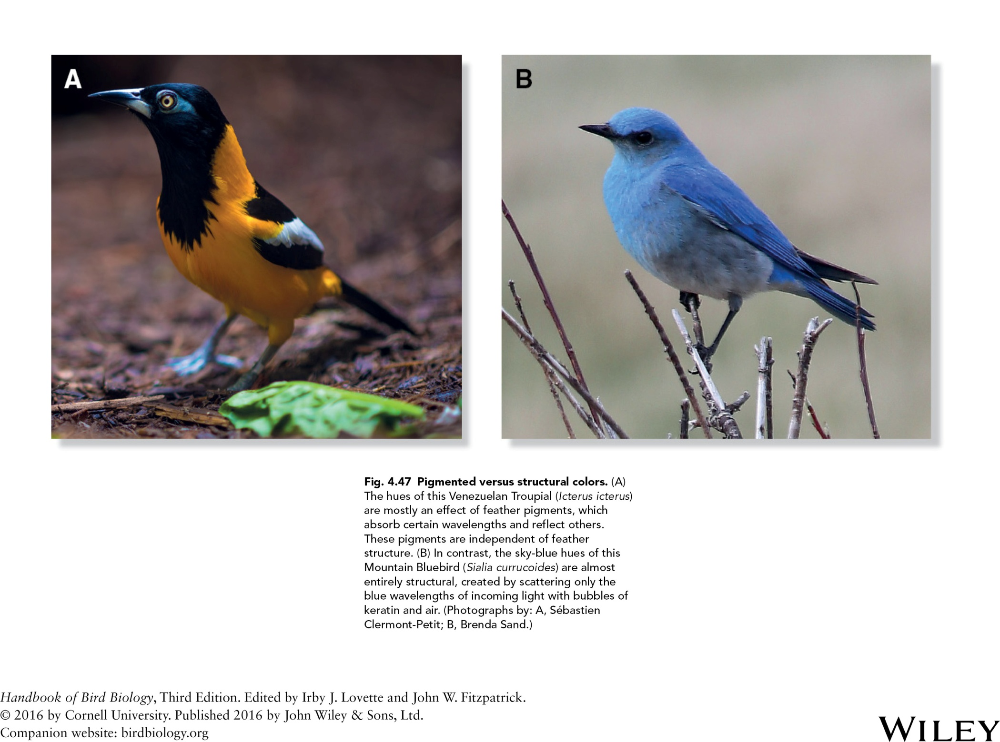 A
B
Fig. 4.47 Pigmented versus structural colors. (A)
The hues of this Venezuelan Troupial (Icterus icterus)
are mostly an effect of feather pigments, which
absorb certain wavelengths and reflect others.
These pigments are independent of feather
structure. (B) In contrast, the sky-blue hues of this
Mountain Bluebird (Sialia currucoides) are almost
entirely structural, created by scattering only the
blue wavelengths of incoming light with bubbles of
keratin and air. (Photographs by: A, Sébastien
Clermont-Petit; B, Brenda Sand.)
Handbook of Bird Biology, Third Edition. Edited by Irby J. Lovette and John W. Fitzpatrick.
© 2016 by Cornell University. Published 2016 by John Wiley & Sons, Ltd.
Companion website: birdbiology.org
WILEY